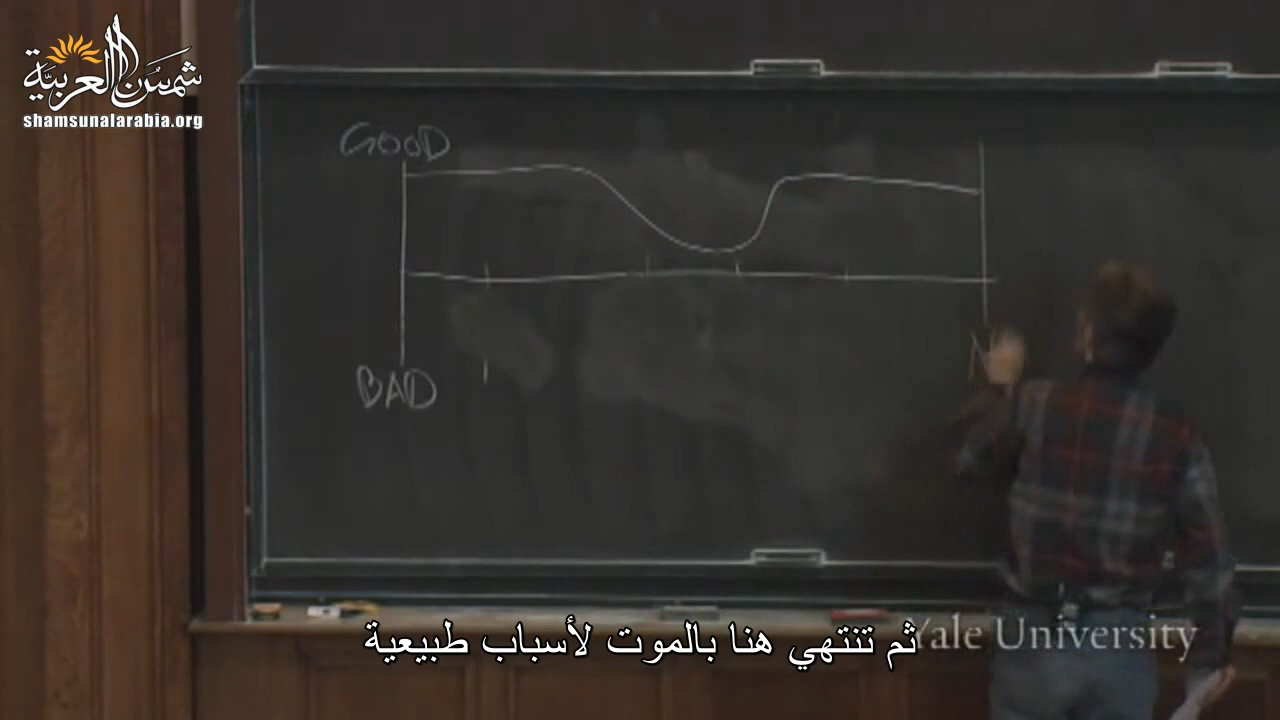 شمس العربية
shamsunalarabia.org
GOOD
BAD
N
ثم تنتهي هنا بالموت لأسباب طبيعية
Yale University